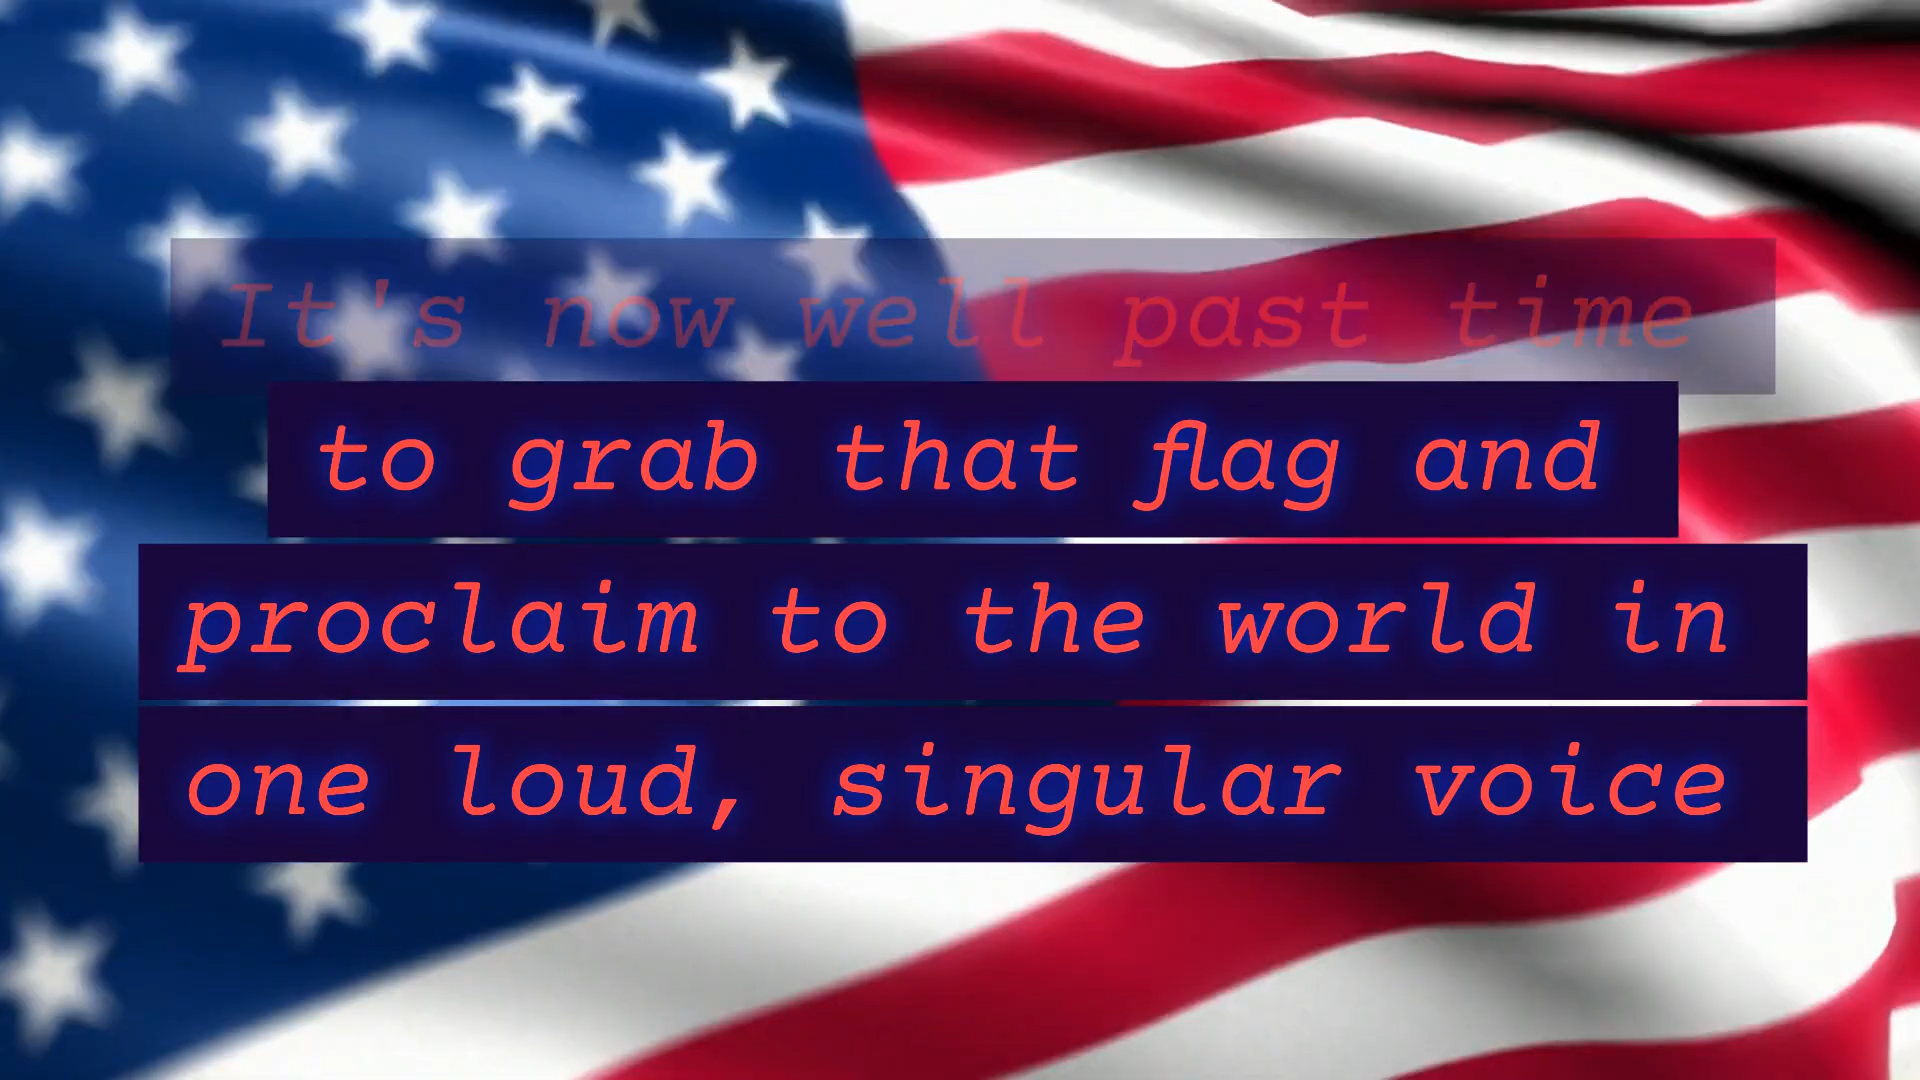 It's now well past time
to grab that flag and
proclaim to the world in
one loud, singular voice